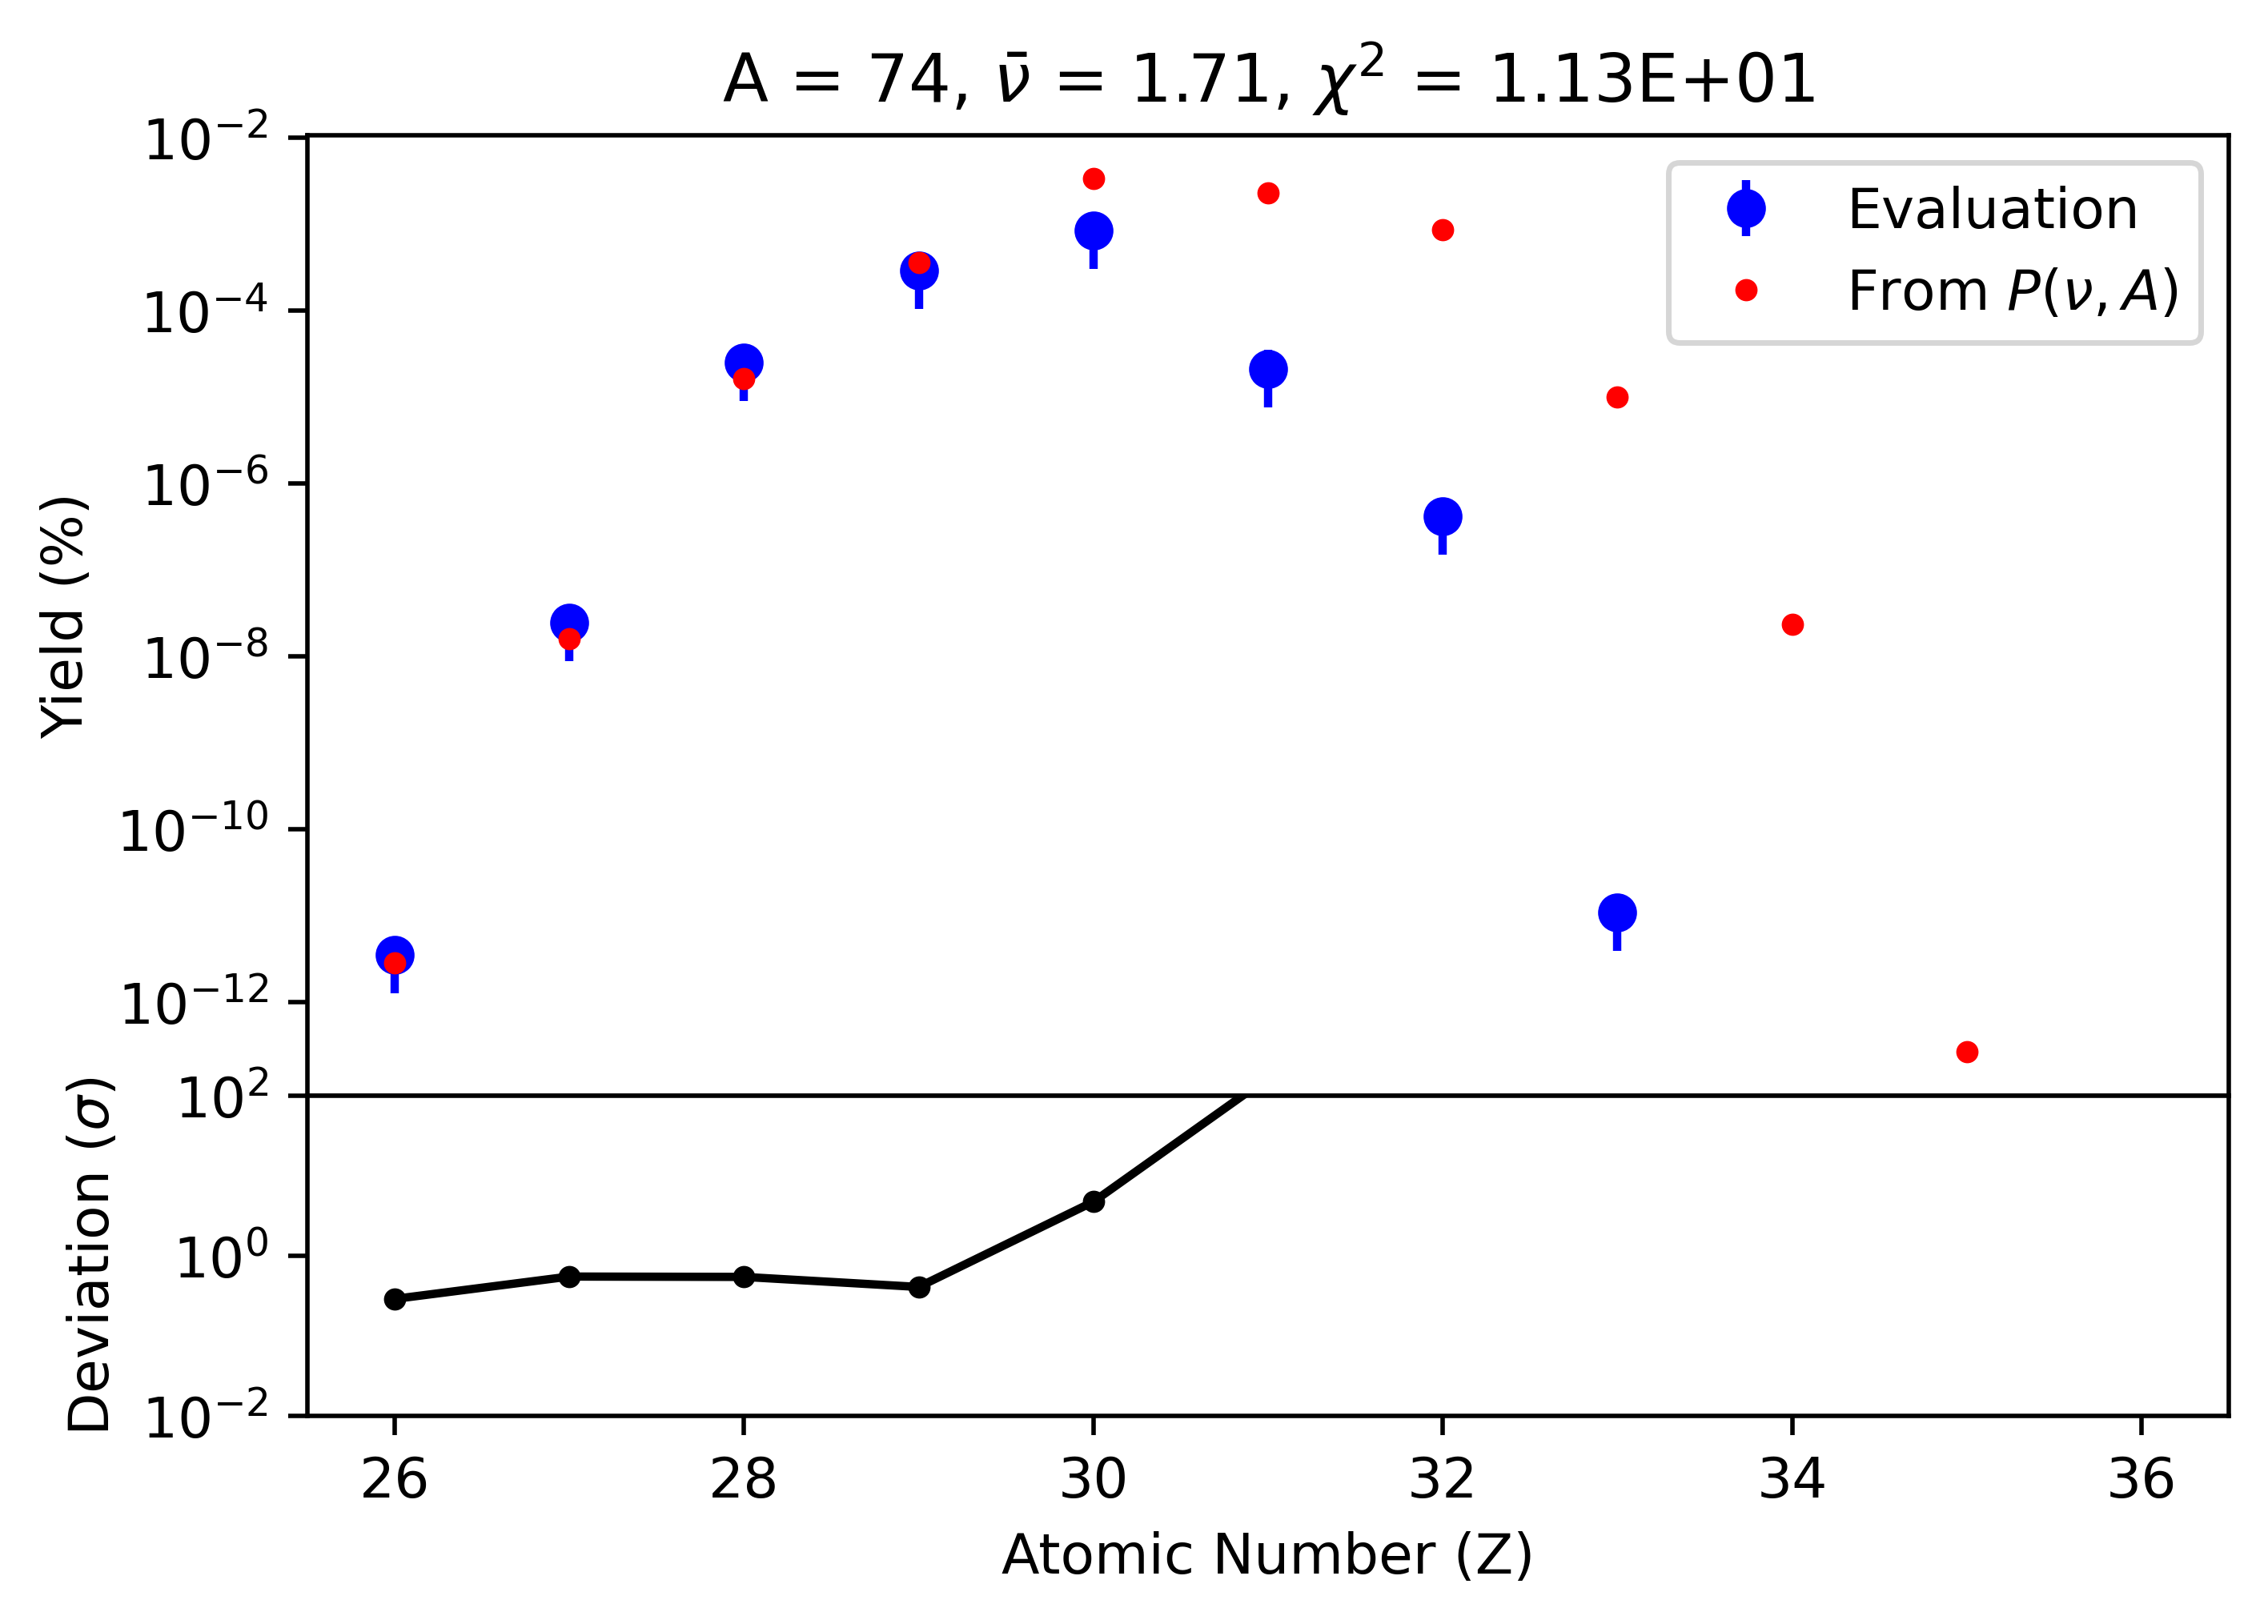 A = 74, ν̄ = 1.71, χ² = 1.13E+01
Evaluation
From P(ν, A)
Yield (%)
10⁻²
10⁻⁴
10⁻⁶
10⁻⁸
10⁻¹⁰
10⁻¹²
Deviation (σ)
10²
10⁰
10⁻²
26 28 30 32 34 36
Atomic Number (Z)